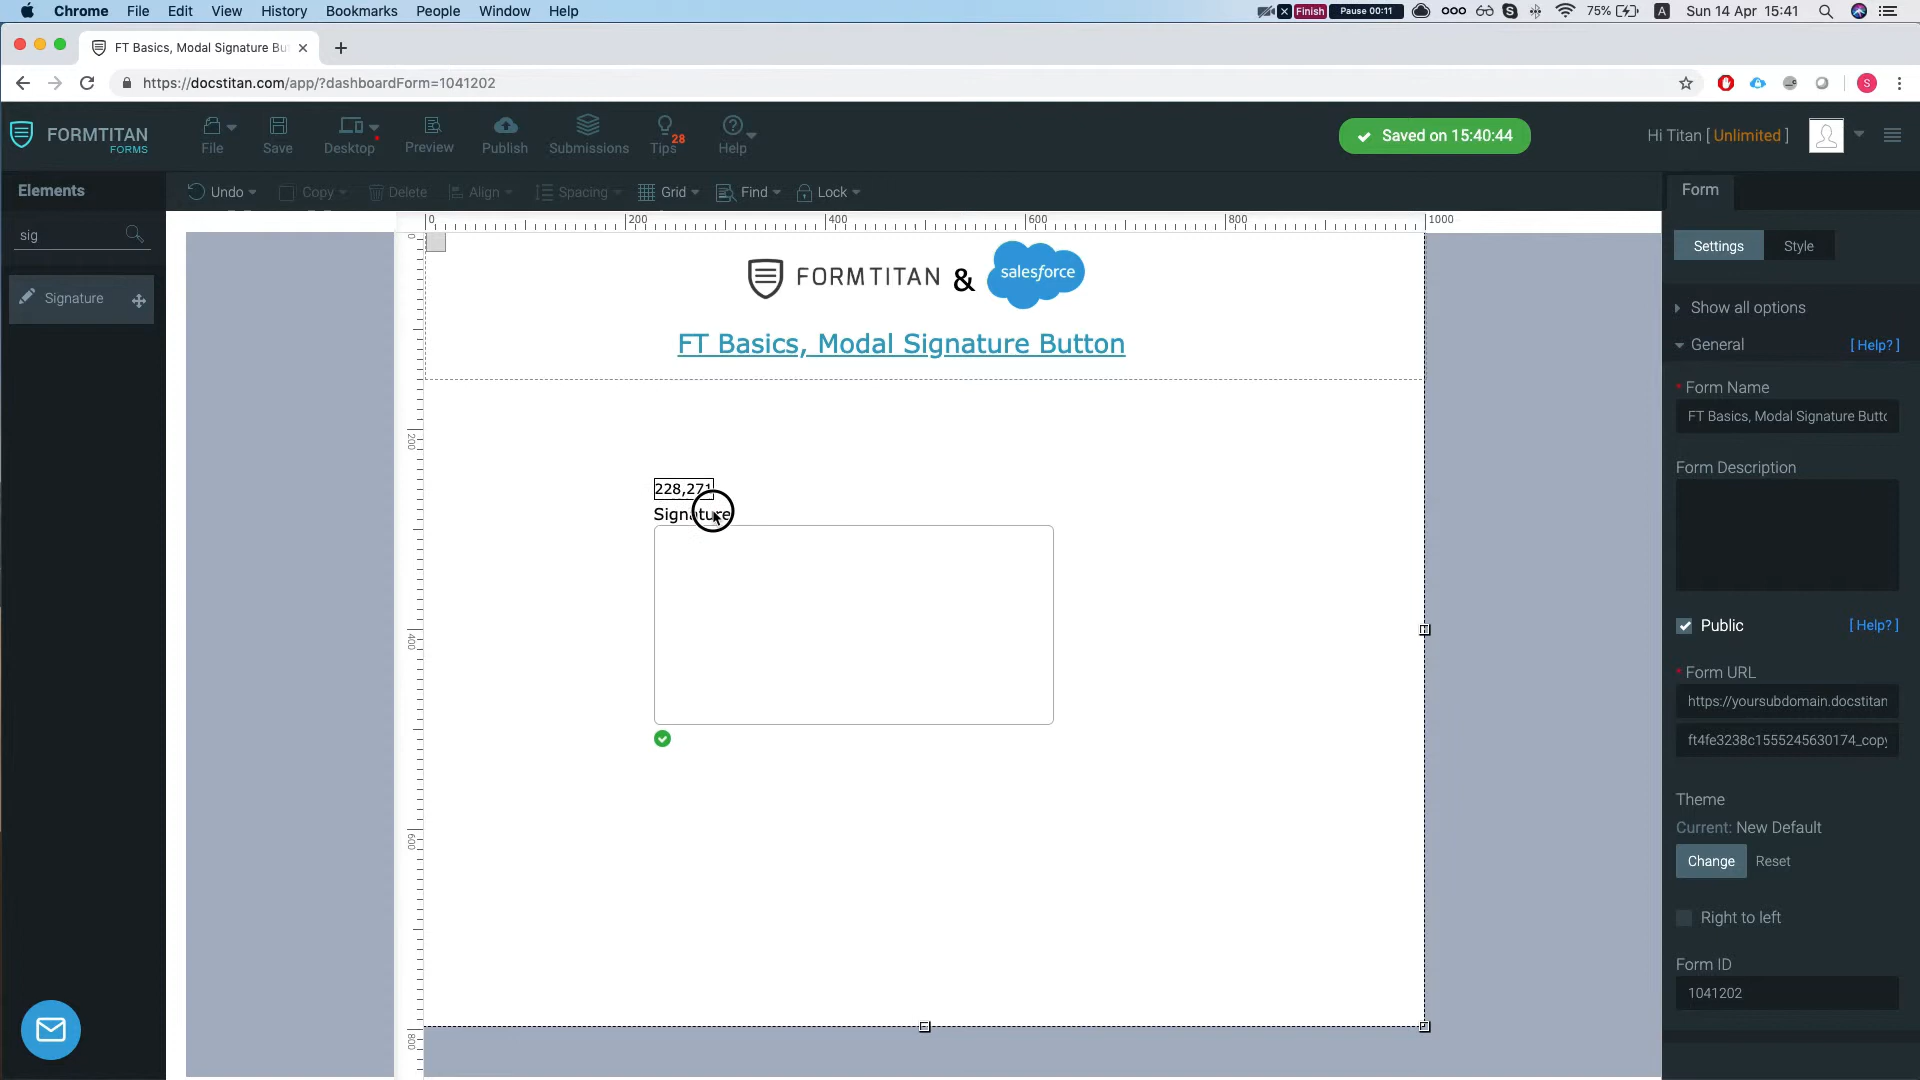 Chrome File Edit View History Bookmarks People Window Help
Finish Pause 00:11 75% A Sun 14 Apr 15:41
FT Basics, Modal Signature Bu
https://docstitan.com/app/?dashboardForm=1041202
S
FORMTITAN
FORMS
File Save Desktop Preview Publish Submissions Tips 28 Help
Saved on 15:40:44
Hi Titan [ Unlimited ]
Elements
Undo Copy Delete Align Spacing Grid Find Lock
Form
sig
Signature
0 200 400 600 800 1000
0
200
400
600
800
FORMTITAN & salesforce
FT Basics, Modal Signature Button
228,271
Signature
Settings Style
Show all options
General [ Help? ]
* Form Name
FT Basics, Modal Signature Butto
Form Description
Public [ Help? ]
* Form URL
https://yoursubdomain.docstitan
ft4fe3238c1555245630174_copy
Theme
Current: New Default
Change Reset
Right to left
Form ID
1041202